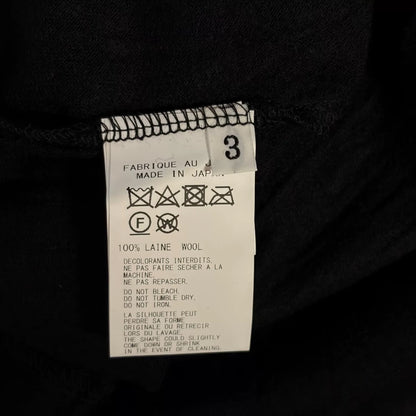 3
FABRIQUE AU J
MADE IN JAPAN
F W
100% LAINE WOOL
DECOLORANTS INTERDITS.
NE PAS FAIRE SECHER A LA
MACHINE.
NE PAS REPASSER.
DO NOT BLEACH.
DO NOT TUMBLE DRY.
DO NOT IRON.
LA SILHOUETTE PEUT
PERDRE SA FORME
ORIGINALE OU RETRECIR
LORS DU LAVAGE.
THE SHAPE COULD SLIGHTLY
COME DOWN OR SHRINK
IN THE EVENT OF CLEANING.